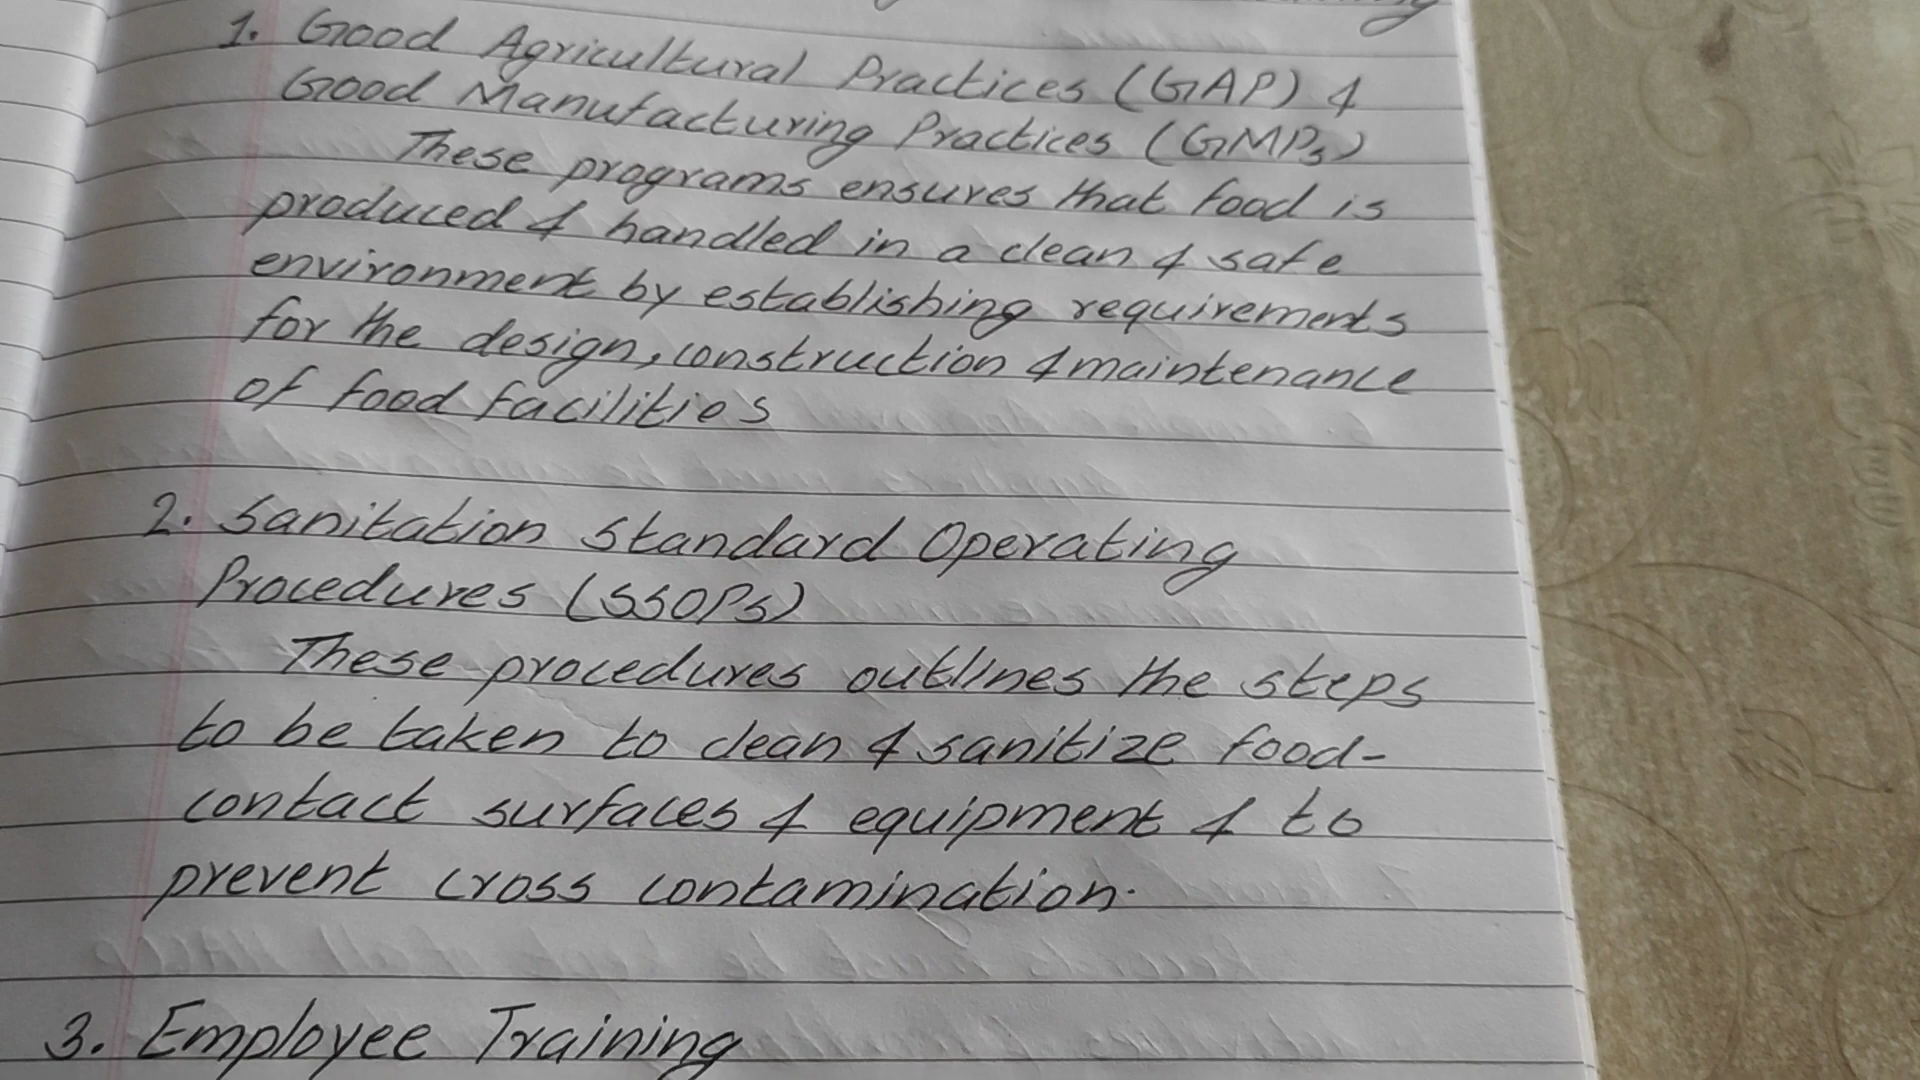 1. Good Agricultural Practices (GAP) &
Good Manufacturing Practices (GMPs)
These programs ensures that food is
produced & handled in a clean & safe
environment by establishing requirements
for the design, construction & maintenance
of food facilities
2. Sanitation Standard Operating
Procedures (SSOPs)
These procedures outlines the steps
to be taken to clean & sanitize food-
contact surfaces & equipment & to
prevent cross contamination.
3. Employee Training